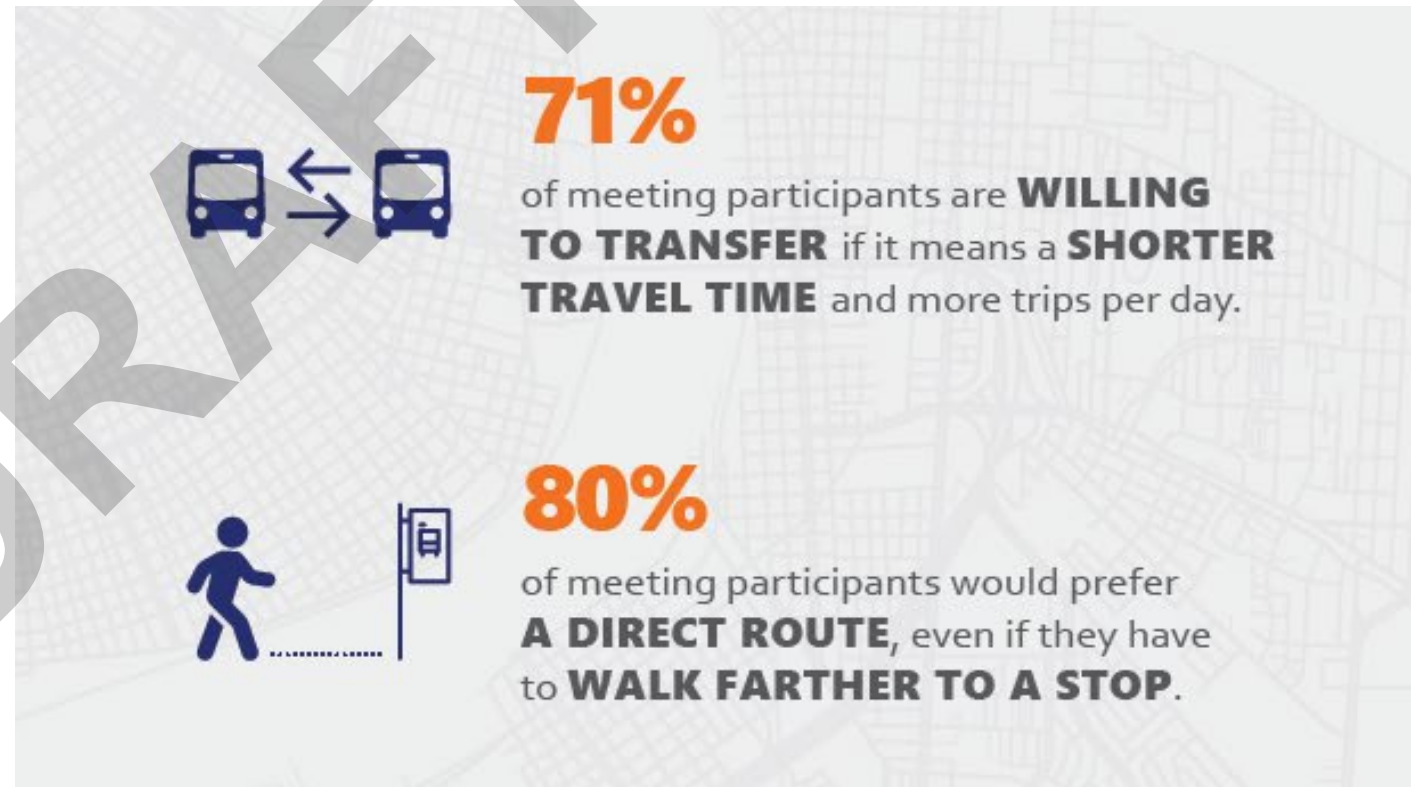 DRAFT
71%
of meeting participants are WILLING
TO TRANSFER if it means a SHORTER
TRAVEL TIME and more trips per day.
80%
of meeting participants would prefer
A DIRECT ROUTE, even if they have
to WALK FARTHER TO A STOP.